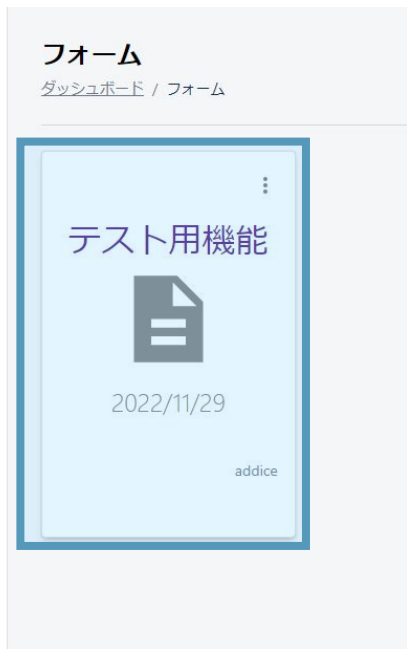 フォーム
ダッシュボード / フォーム
テスト用機能
2022/11/29
addice